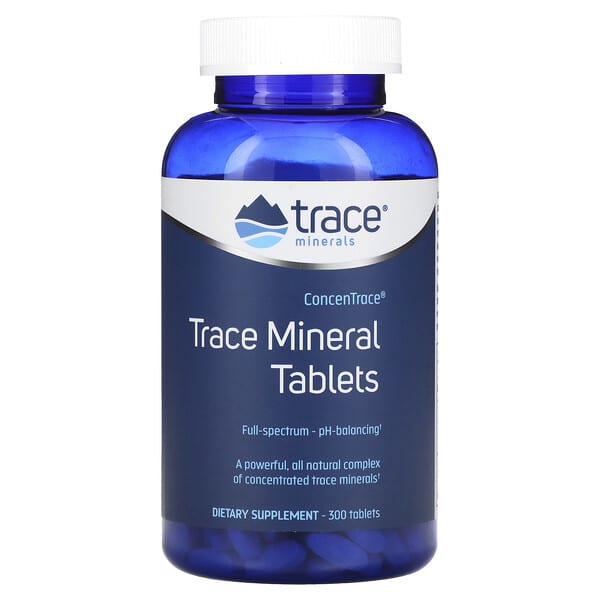 trace®
minerals
ConcenTrace®
Trace Mineral
Tablets
Full-spectrum - pH-balancing†
A powerful, all natural complex
of concentrated trace minerals†
DIETARY SUPPLEMENT - 300 tablets